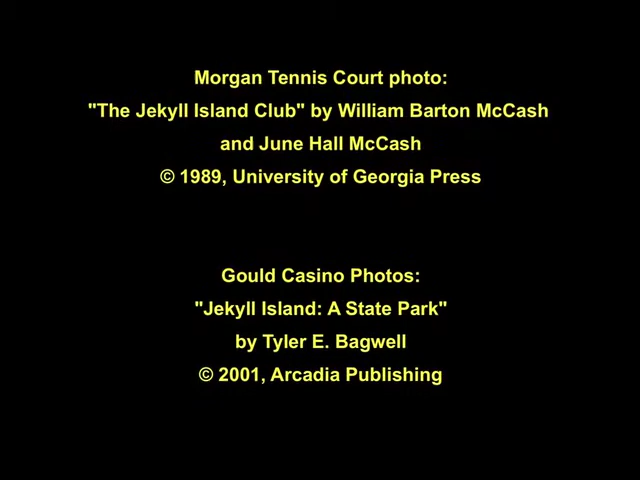 Morgan Tennis Court photo:
"The Jekyll Island Club" by William Barton McCash
and June Hall McCash
© 1989, University of Georgia Press
Gould Casino Photos:
"Jekyll Island: A State Park"
by Tyler E. Bagwell
© 2001, Arcadia Publishing